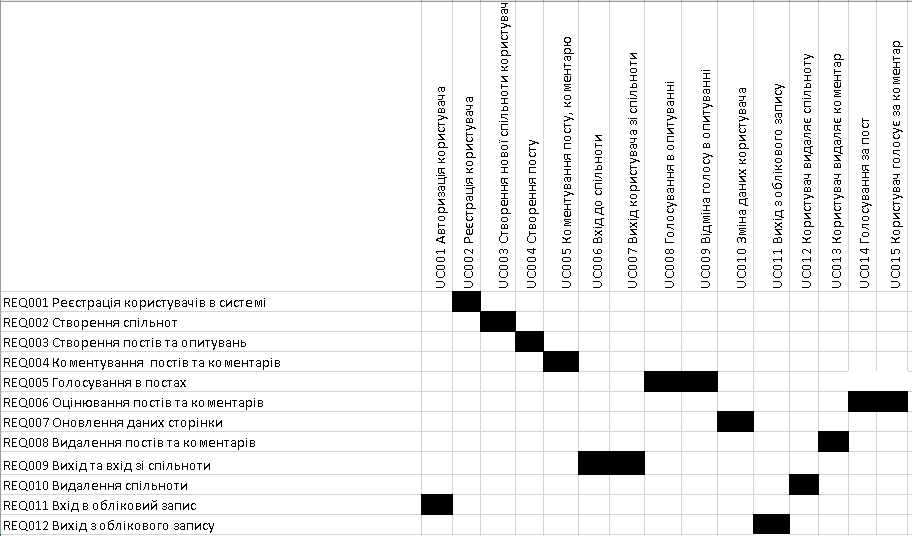 UC001 Авторизація користувача
UC002 Реєстрація користувача
UC003 Створення нової спільноти користувач
UC004 Створення посту
UC005 Коментування посту, коментарю
UC006 Вхід до спільноти
UC007 Вихід користувача зі спільноти
UC008 Голосування в опитуванні
UC009 Відміна голосу в опитуванні
UC010 Зміна даних користувача
UC011 Вихід з облікового запису
UC012 Користувач видаляє спільноту
UC013 Користувач видаляє коментар
UC014 Голосування за пост
UC015 Користувач голосує за коментар
REQ001 Реєстрація користувачів в системі
REQ002 Створення спільнот
REQ003 Створення постів та опитувань
REQ004 Коментування постів та коментарів
REQ005 Голосування в постах
REQ006 Оцінювання постів та коментарів
REQ007 Оновлення даних сторінки
REQ008 Видалення постів та коментарів
REQ009 Вихід та вхід зі спільноти
REQ010 Видалення спільноти
REQ011 Вхід в обліковий запис
REQ012 Вихід з облікового запису